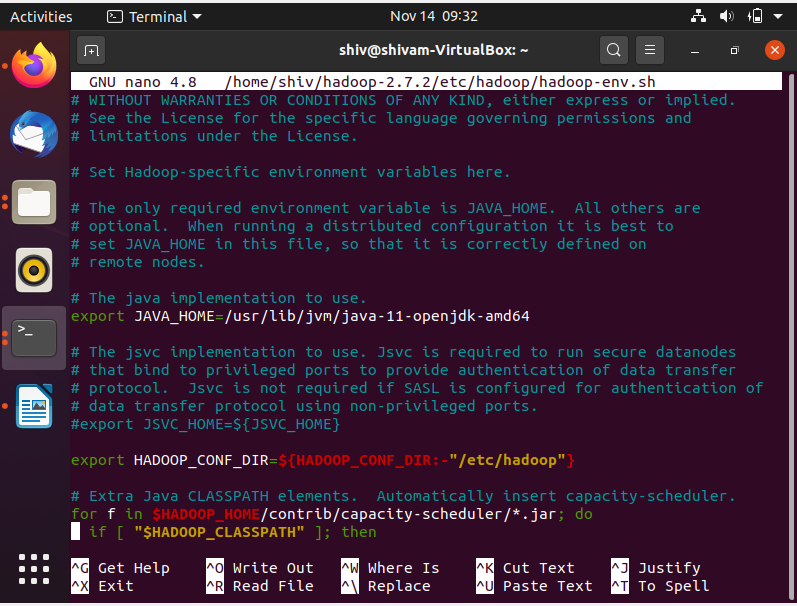 Activities Terminal Nov 14 09:32
shiv@shivam-VirtualBox: ~
GNU nano 4.8 /home/shiv/hadoop-2.7.2/etc/hadoop/hadoop-env.sh
# WITHOUT WARRANTIES OR CONDITIONS OF ANY KIND, either express or implied.
# See the License for the specific language governing permissions and
# limitations under the License.
# Set Hadoop-specific environment variables here.
# The only required environment variable is JAVA_HOME.  All others are
# optional.  When running a distributed configuration it is best to
# set JAVA_HOME in this file, so that it is correctly defined on
# remote nodes.
# The java implementation to use.
export JAVA_HOME=/usr/lib/jvm/java-11-openjdk-amd64
# The jsvc implementation to use. Jsvc is required to run secure datanodes
# that bind to privileged ports to provide authentication of data transfer
# protocol.  Jsvc is not required if SASL is configured for authentication of
# data transfer protocol using non-privileged ports.
#export JSVC_HOME=${JSVC_HOME}
export HADOOP_CONF_DIR=${HADOOP_CONF_DIR:-"/etc/hadoop"}
# Extra Java CLASSPATH elements.  Automatically insert capacity-scheduler.
for f in $HADOOP_HOME/contrib/capacity-scheduler/*.jar; do
  if [ "$HADOOP_CLASSPATH" ]; then
^G Get Help ^O Write Out ^W Where Is ^K Cut Text ^J Justify
^X Exit ^R Read File ^\ Replace ^U Paste Text ^T To Spell